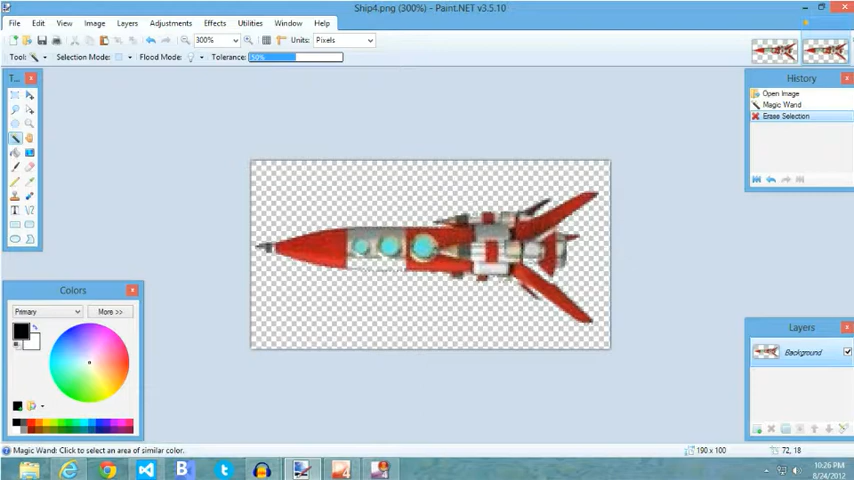 Ship4.png (300%) - Paint.NET v3.5.10
File Edit View Image Layers Adjustments Effects Utilities Window Help
300% Units: Pixels
Tool: Selection Mode: Flood Mode: Tolerance: 50%
T...
History
Open Image
Magic Wand
Erase Selection
Colors
Primary More >>
Layers
Background
Magic Wand: Click to select an area of similar color. 190 x 100 72, 18
10:26 PM
8/24/2012